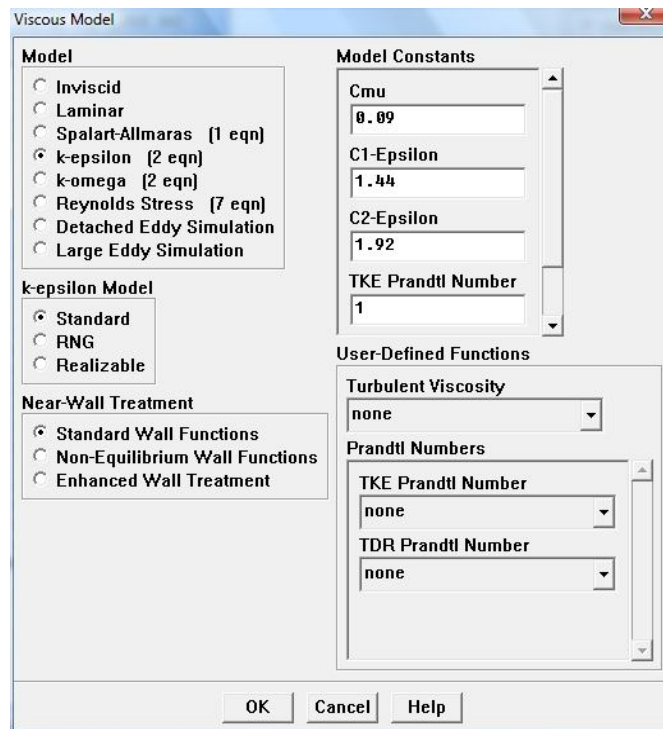 Viscous Model
Model
Inviscid
Laminar
Spalart-Allmaras (1 eqn)
k-epsilon (2 eqn)
k-omega (2 eqn)
Reynolds Stress (7 eqn)
Detached Eddy Simulation
Large Eddy Simulation
k-epsilon Model
Standard
RNG
Realizable
Near-Wall Treatment
Standard Wall Functions
Non-Equilibrium Wall Functions
Enhanced Wall Treatment
Model Constants
Cmu
0.09
C1-Epsilon
1.44
C2-Epsilon
1.92
TKE Prandtl Number
1
User-Defined Functions
Turbulent Viscosity
none
Prandtl Numbers
TKE Prandtl Number
none
TDR Prandtl Number
none
OK
Cancel
Help